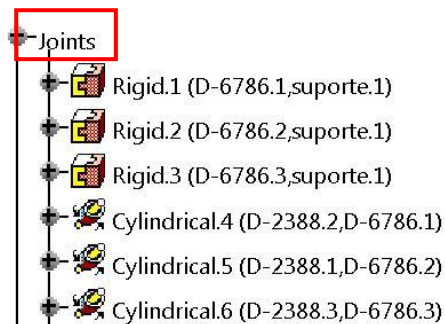 Joints
Rigid.1 (D-6786.1,suporte.1)
Rigid.2 (D-6786.2,suporte.1)
Rigid.3 (D-6786.3,suporte.1)
Cylindrical.4 (D-2388.2,D-6786.1)
Cylindrical.5 (D-2388.1,D-6786.2)
Cylindrical.6 (D-2388.3,D-6786.3)